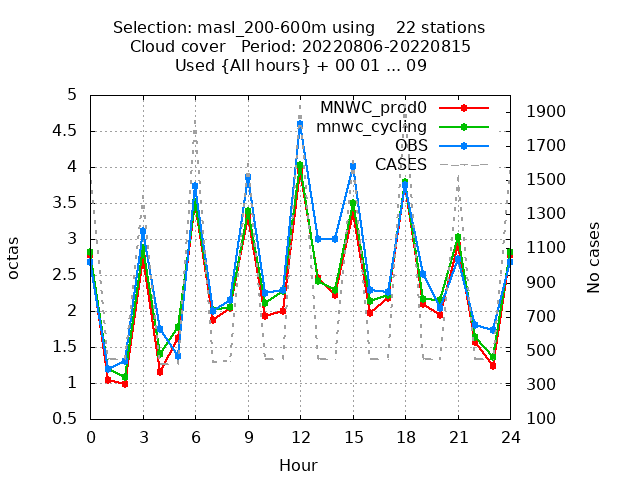 Selection: masl_200-600m using    22 stations
Cloud cover   Period: 20220806-20220815
Used {All hours} + 00 01 ... 09
MNWC_prod0
mnwc_cycling
OBS
CASES
octas
5
4.5
4
3.5
3
2.5
2
1.5
1
0.5
No cases
1900
1700
1500
1300
1100
900
700
500
300
100
0 3 6 9 12 15 18 21 24
Hour